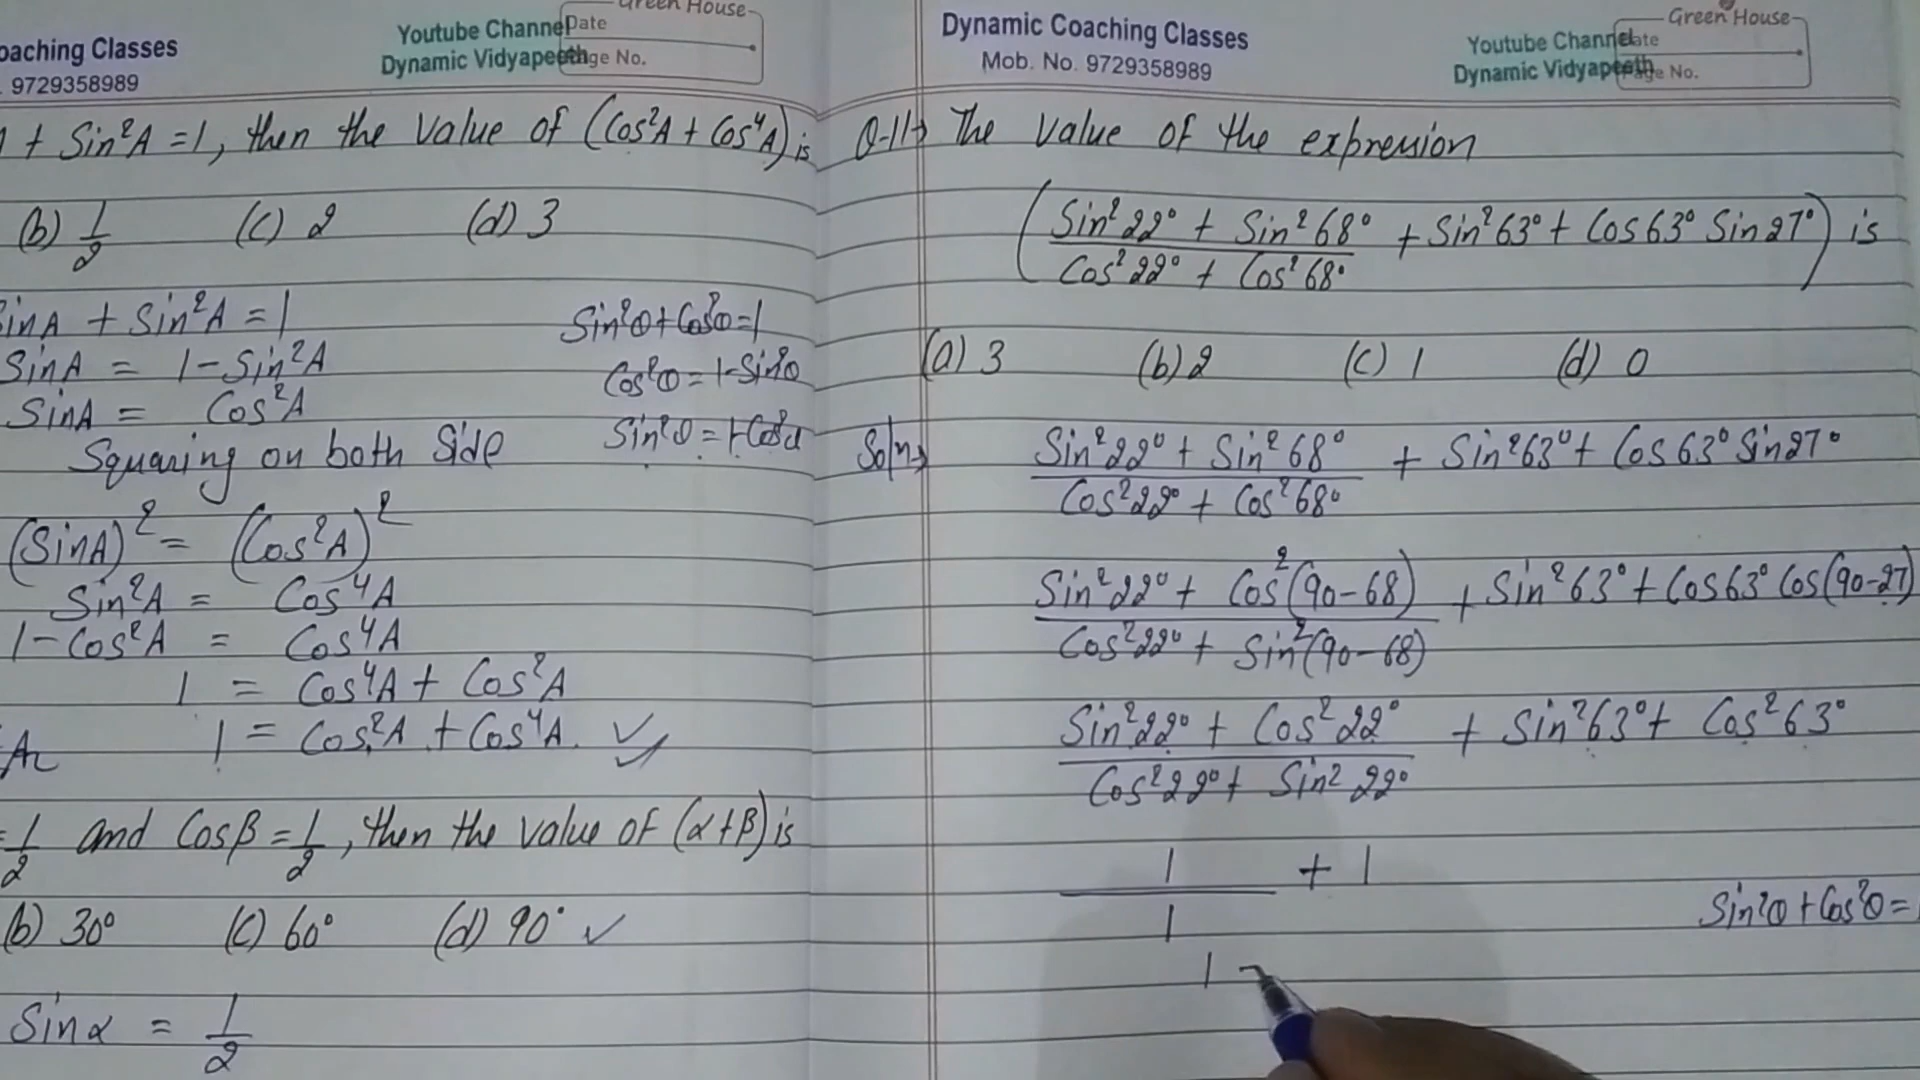 oaching Classes
. 9729358989
Youtube Channel
Dynamic Vidyapeeth
Green House
Date
Page No.
+ Sin²A = 1, then the value of (Cos²A + Cos⁴A) is
(b) 1/2 (c) 2 (d) 3
SinA + Sin²A = 1
SinA = 1 - Sin²A
SinA = Cos²A
Squaring on both Side
(SinA)² = (Cos²A)²
Sin²A = Cos⁴A
1 - Cos²A = Cos⁴A
1 = Cos⁴A + Cos²A
1 = Cos²A + Cos⁴A.
Sin²θ + Cos²θ = 1
Cos²θ = 1 - Sin²θ
= 1/2 and Cosβ = 1/2, then the value of (α+β) is
(b) 30° (c) 60° (d) 90°
Sinα = 1/2
Dynamic Coaching Classes
Mob. No. 9729358989
Youtube Channel
Dynamic Vidyapeeth
Green House
Date
Page No.
Q-11→ The value of the expression
(Sin²22° + Sin²68° / Cos²22° + Cos²68° + Sin²63° + Cos63° Sin27°) is
(a) 3 (b) 2 (c) 1 (d) 0
Soln→ Sin²22° + Sin²68° / Cos²22° + Cos²68° + Sin²63° + Cos63° Sin27°
Sin²22° + Cos²(90-68) / Cos²22° + Sin²(90-68) + Sin²63° + Cos63° Cos(90-27)
Sin²22° + Cos²22° / Cos²22° + Sin²22° + Sin²63° + Cos²63°
1/1 + 1
Sin²θ + Cos²θ =
1